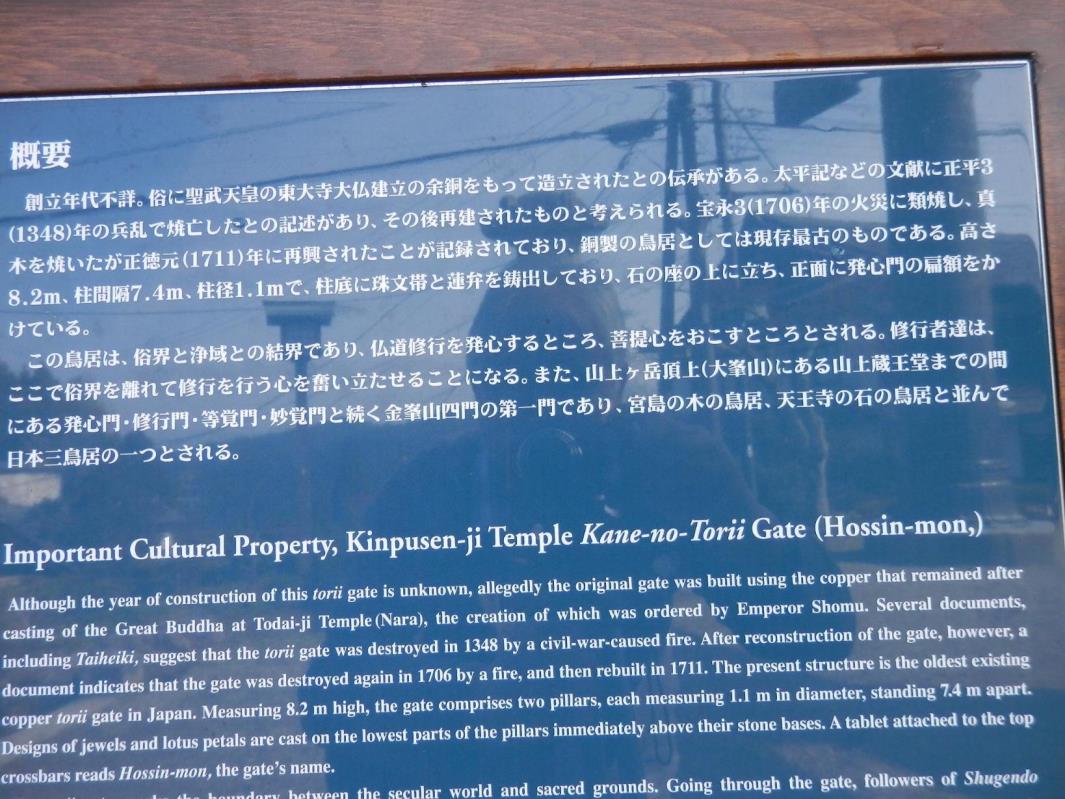 概要
創立年代不詳。俗に聖武天皇の東大寺大仏建立の余銅をもって造立されたとの伝承がある。太平記などの文献に正平3
(1348)年の兵乱で焼亡したとの記述があり、その後再建されたものと考えられる。宝永3(1706)年の火災に類焼し、真
木を焼いたが正徳元(1711)年に再興されたことが記録されており、銅製の鳥居としては現存最古のものである。高さ
8.2m、柱間隔7.4m、柱径1.1mで、柱底に珠文帯と蓮弁を鋳出しており、石の座の上に立ち、正面に発心門の扁額をか
けている。
この鳥居は、俗界と浄域との結界であり、仏道修行を発心するところ、菩提心をおこすところとされる。修行者達は、
ここで俗界を離れて修行を行う心を奮い立たせることになる。また、山上ヶ岳頂上(大峯山)にある山上蔵王堂までの間
にある発心門・修行門・等覚門・妙覚門と続く金峯山四門の第一門であり、宮島の木の鳥居、天王寺の石の鳥居と並んで
日本三鳥居の一つとされる。
Important Cultural Property, Kinpusen-ji Temple Kane-no-Torii Gate (Hossin-mon,)
Although the year of construction of this torii gate is unknown, allegedly the original gate was built using the copper that remained after
casting of the Great Buddha at Todai-ji Temple (Nara), the creation of which was ordered by Emperor Shomu. Several documents,
including Taiheiki, suggest that the torii gate was destroyed in 1348 by a civil-war-caused fire. After reconstruction of the gate, however, a
document indicates that the gate was destroyed again in 1706 by a fire, and then rebuilt in 1711. The present structure is the oldest existing
copper torii gate in Japan. Measuring 8.2 m high, the gate comprises two pillars, each measuring 1.1 m in diameter, standing 7.4 m apart.
Designs of jewels and lotus petals are cast on the lowest parts of the pillars immediately above their stone bases. A tablet attached to the top
crossbars reads Hossin-mon, the gate's name.
the boundary between the secular world and sacred grounds. Going through the gate, followers of Shugendo